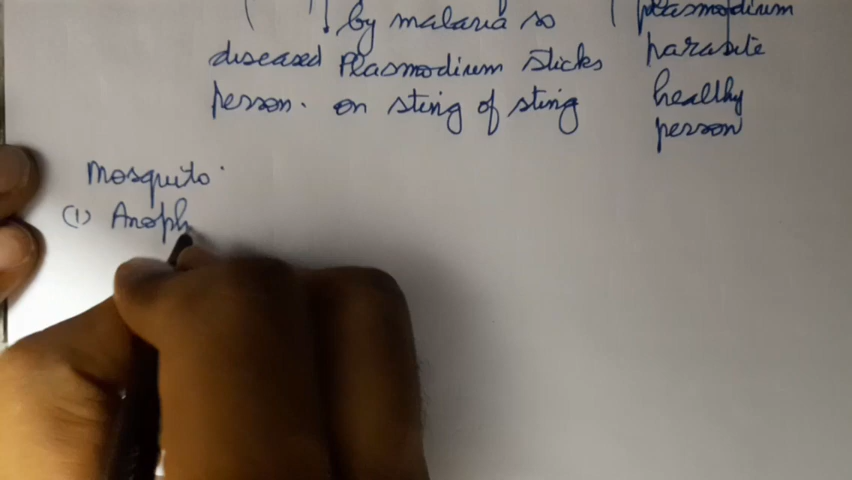 by malaria so
plasmodium
diseased Plasmodium sticks
parasite
person. on sting of sting
healthy
person
Mosquito.
(1) Anoph